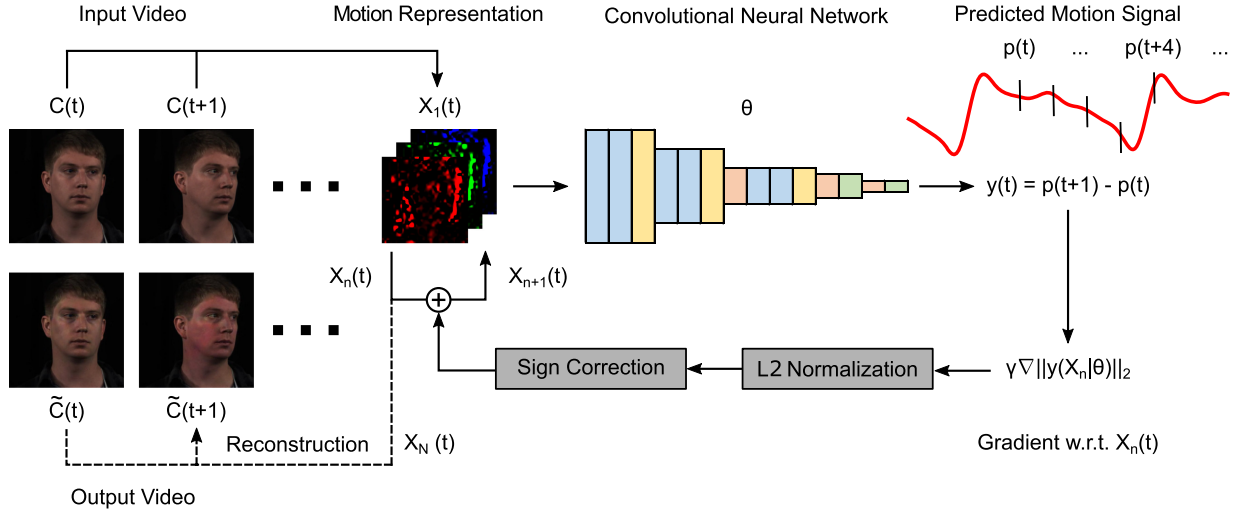 Input Video
Motion Representation
Convolutional Neural Network
Predicted Motion Signal
p(t) ... p(t+4) ...
C(t) C(t+1) X₁(t)
θ
y(t) = p(t+1) - p(t)
Xₙ(t) Xₙ₊₁(t)
+
Sign Correction
L2 Normalization
γ∇||y(Xₙ|θ)||₂
C̃(t) C̃(t+1)
Reconstruction
X_N (t)
Gradient w.r.t. Xₙ(t)
Output Video